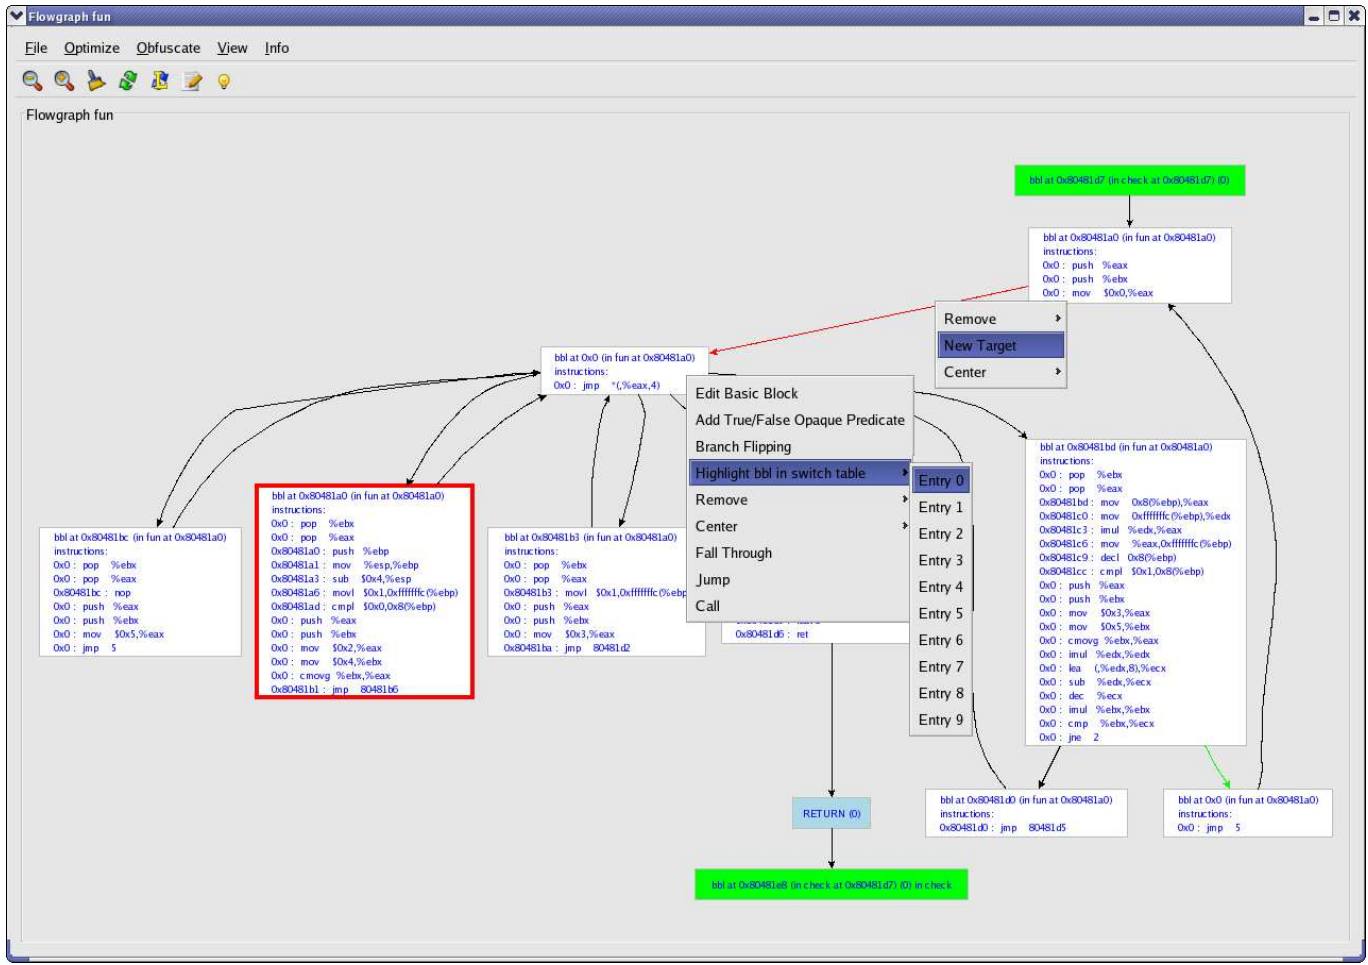 Flowgraph fun
File Optimize Obfuscate View Info
Flowgraph fun
bbl at 0x80481d7 (in check at 0x80481d7) (0)
bbl at 0x80481a0 (in fun at 0x80481a0)
instructions:
0x0 : push %eax
0x0 : push %ebx
0x0 : mov $0x0,%eax
Remove
New Target
Center
bbl at 0x0 (in fun at 0x80481a0)
instructions:
0x0 : jmp *(,%eax,4)
Edit Basic Block
Add True/False Opaque Predicate
Branch Flipping
Highlight bbl in switch table
Remove
Center
Fall Through
Jump
Call
Entry 0
Entry 1
Entry 2
Entry 3
Entry 4
Entry 5
Entry 6
Entry 7
Entry 8
Entry 9
bbl at 0x80481bc (in fun at 0x80481a0)
instructions:
0x0 : pop %ebx
0x0 : pop %eax
0x80481bc : nop
0x0 : push %eax
0x0 : push %ebx
0x0 : mov $0x5,%eax
0x0 : jmp 5
bbl at 0x80481a0 (in fun at 0x80481a0)
instructions:
0x0 : pop %ebx
0x0 : pop %eax
0x80481a0 : push %ebp
0x80481a1 : mov %esp,%ebp
0x80481a3 : sub $0x4,%esp
0x80481a6 : movl $0x1,0xfffffffc(%ebp)
0x80481ad : cmpl $0x0,0x8(%ebp)
0x0 : push %eax
0x0 : push %ebx
0x0 : mov $0x2,%eax
0x0 : mov $0x4,%ebx
0x0 : cmovg %ebx,%eax
0x80481b1 : jmp 80481b6
bbl at 0x80481b3 (in fun at 0x80481a0)
instructions:
0x0 : pop %ebx
0x0 : pop %eax
0x80481b3 : movl $0x1,0xfffffffc(%ebp
0x0 : push %eax
0x0 : push %ebx
0x0 : mov $0x3,%eax
0x80481ba : jmp 80481d2
0x80481d6 : ret
bbl at 0x80481bd (in fun at 0x80481a0)
instructions:
0x0 : pop %ebx
0x0 : pop %eax
0x80481bd : mov 0x8(%ebp),%eax
0x80481c0 : mov 0xfffffffc(%ebp),%edx
0x80481c3 : imul %edx,%eax
0x80481c6 : mov %eax,0xfffffffc(%ebp)
0x80481c9 : decl 0x8(%ebp)
0x80481cc : cmpl $0x1,0x8(%ebp)
0x0 : push %eax
0x0 : push %ebx
0x0 : mov $0x3,%eax
0x0 : mov $0x5,%ebx
0x0 : cmovg %ebx,%eax
0x0 : imul %edx,%edx
0x0 : lea (,%edx,8),%ecx
0x0 : sub %edx,%ecx
0x0 : dec %ecx
0x0 : imul %ebx,%ebx
0x0 : cmp %ebx,%ecx
0x0 : jne 2
bbl at 0x80481d0 (in fun at 0x80481a0)
instructions:
0x80481d0 : jmp 80481d5
bbl at 0x0 (in fun at 0x80481a0)
instructions:
0x0 : jmp 5
RETURN (0)
bbl at 0x80481e8 (in check at 0x80481d7) (0) in check